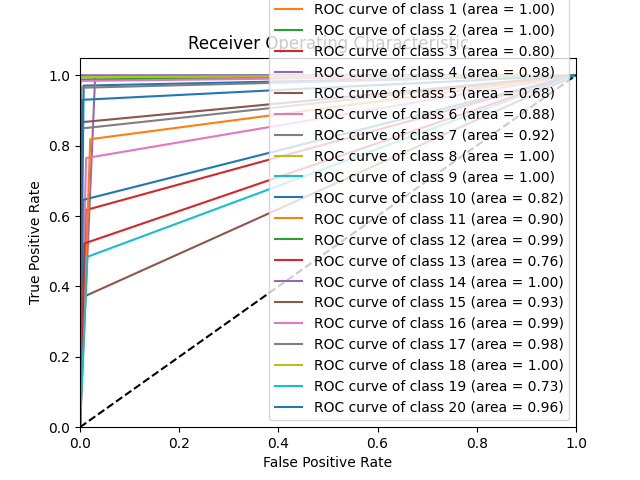 ROC curve of class 1 (area = 1.00)
ROC curve of class 2 (area = 1.00)
Receiver Operating Characteristic
ROC curve of class 3 (area = 0.80)
ROC curve of class 4 (area = 0.98)
ROC curve of class 5 (area = 0.68)
ROC curve of class 6 (area = 0.88)
ROC curve of class 7 (area = 0.92)
ROC curve of class 8 (area = 1.00)
ROC curve of class 9 (area = 1.00)
ROC curve of class 10 (area = 0.82)
ROC curve of class 11 (area = 0.90)
ROC curve of class 12 (area = 0.99)
ROC curve of class 13 (area = 0.76)
ROC curve of class 14 (area = 1.00)
ROC curve of class 15 (area = 0.93)
ROC curve of class 16 (area = 0.99)
ROC curve of class 17 (area = 0.98)
ROC curve of class 18 (area = 1.00)
ROC curve of class 19 (area = 0.73)
ROC curve of class 20 (area = 0.96)
True Positive Rate
1.0
0.8
0.6
0.4
0.2
0.0
0.0 0.2 0.4 0.6 0.8 1.0
False Positive Rate